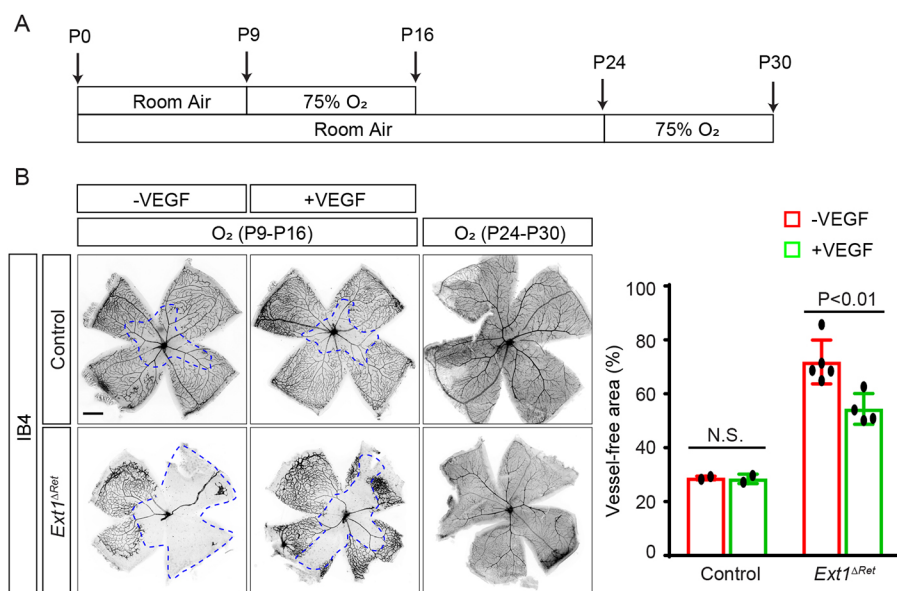 A
P0
P9
P16
P24
P30
Room Air
75% O₂
Room Air
75% O₂
B
-VEGF
+VEGF
O₂ (P9-P16)
O₂ (P24-P30)
IB4
Control
Ext1ΔRet
-VEGF
+VEGF
P<0.01
N.S.
Vessel-free area (%)
100
80
60
40
20
0
Control
Ext1ΔRet